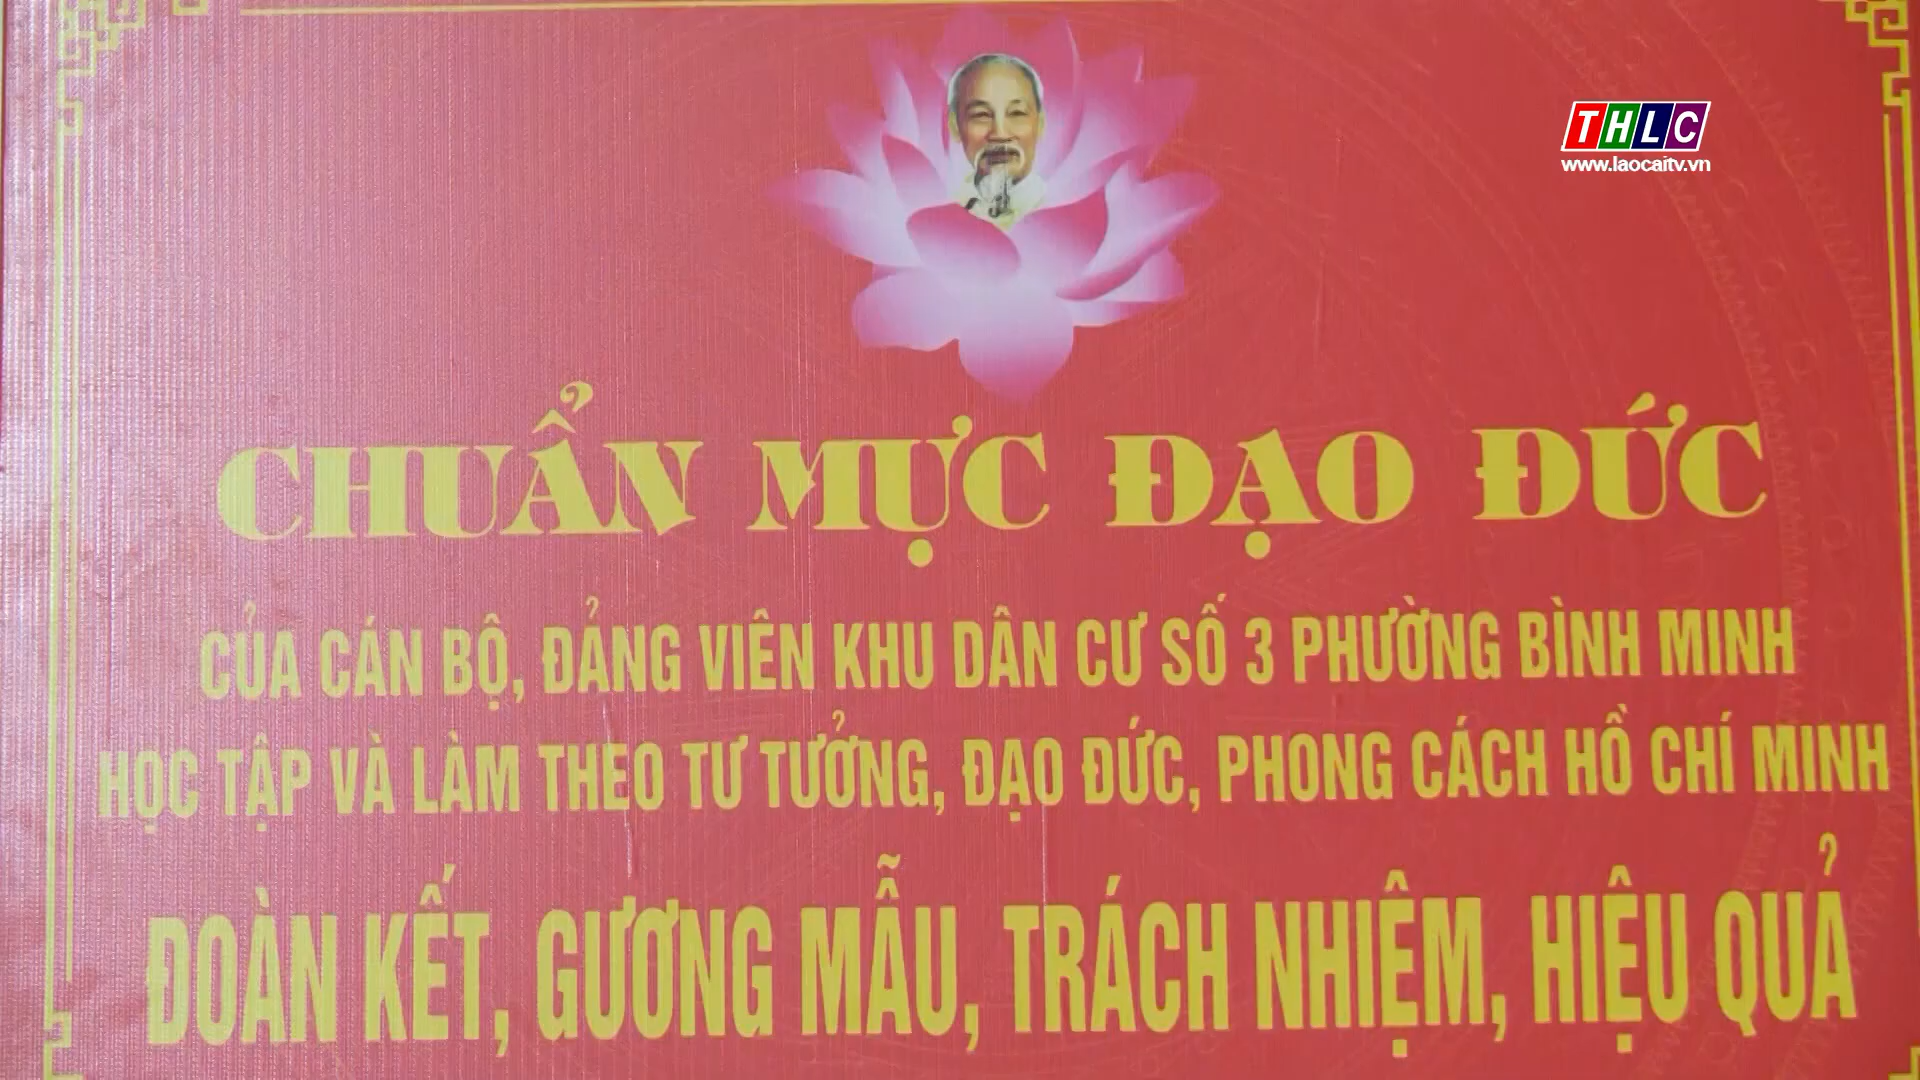 THLC
www.laocaitv.vn
CHUẨN MỰC ĐẠO ĐỨC
CỦA CÁN BỘ, ĐẢNG VIÊN KHU DÂN CƯ SỐ 3 PHƯỜNG BÌNH MINH
HỌC TẬP VÀ LÀM THEO TƯ TƯỞNG, ĐẠO ĐỨC, PHONG CÁCH HỒ CHÍ MINH
ĐOÀN KẾT, GƯƠNG MẪU, TRÁCH NHIỆM, HIỆU QUẢ